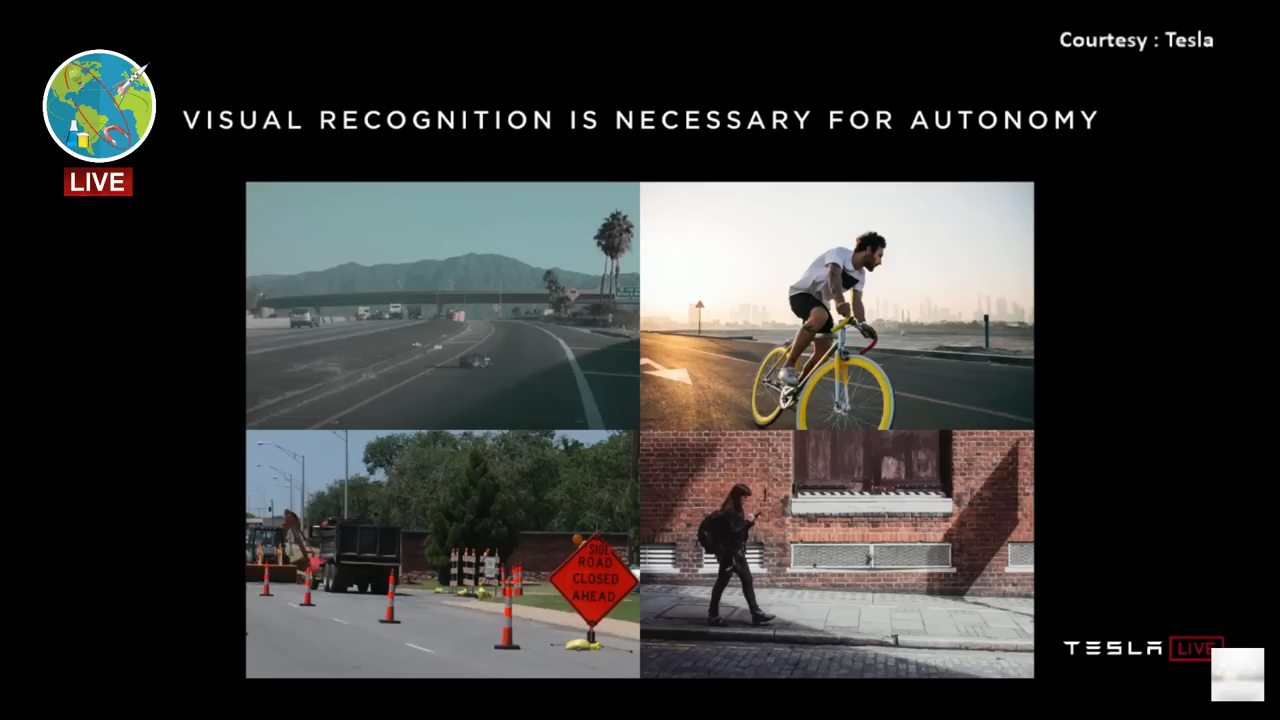 Courtesy : Tesla
VISUAL RECOGNITION IS NECESSARY FOR AUTONOMY
LIVE
SIDE
ROAD
CLOSED
AHEAD
TESLA LIVE